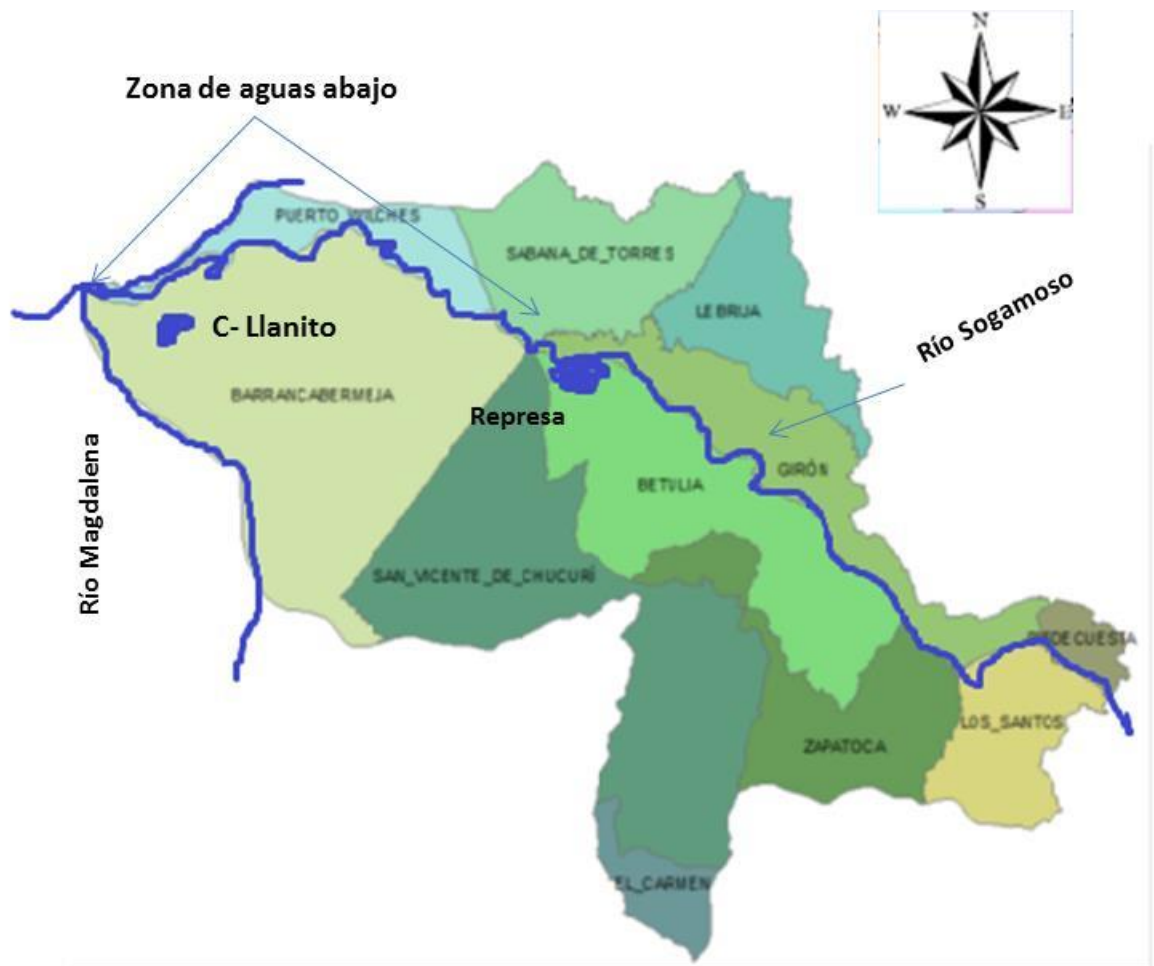 N
Zona de aguas abajo
W
E
S
PUERTO_WILCHES
SABANA_DE_TORRES
LEBRIJA
Río Sogamoso
C- Llanito
BARRANCABERMEJA
Represa
Río Magdalena
GIRÓN
BETULIA
SAN_VICENTE_DE_CHUCURÍ
PIEDECUESTA
LOS_SANTOS
ZAPATOCA
EL_CARMEN